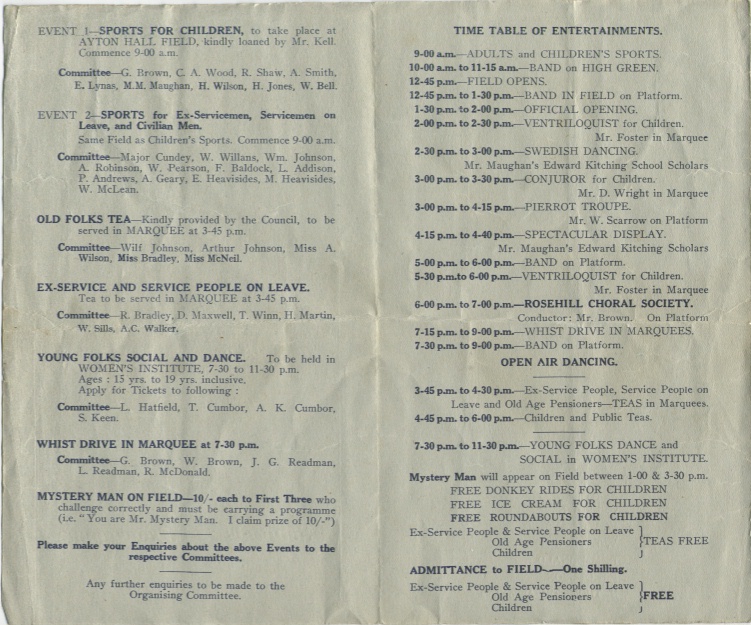 EVENT 1—SPORTS FOR CHILDREN, to take place at
AYTON HALL FIELD, kindly loaned by Mr. Kell.
Commence 9-00 a.m.
Committee—G. Brown, C. A. Wood, R. Shaw, A. Smith,
E. Lynas, M.M. Maughan, H. Wilson, H. Jones, W. Bell.
EVENT 2—SPORTS for Ex-Servicemen, Servicemen on
Leave, and Civilian Men.
Same Field as Children's Sports. Commence 9-00 a.m.
Committee—Major Cundey, W. Willans, Wm. Johnson,
A. Robinson, W. Pearson, F. Baldock, L. Addison,
P. Andrews, A. Geary, E. Heavisides, M. Heavisides,
W. McLean.
OLD FOLKS TEA—Kindly provided by the Council, to be
served in MARQUEE at 3-45 p.m.
Committee—Wilf Johnson, Arthur Johnson, Miss A.
Wilson, Miss Bradley, Miss McNeil.
EX-SERVICE AND SERVICE PEOPLE ON LEAVE.
Tea to be served in MARQUEE at 3-45 p.m.
Committee—R. Bradley, D. Maxwell, T. Winn, H. Martin,
W. Sills, A.C. Walker.
YOUNG FOLKS SOCIAL AND DANCE. To be held in
WOMEN'S INSTITUTE, 7-30 to 11-30 p.m.
Ages : 15 yrs. to 19 yrs. inclusive.
Apply for Tickets to following :
Committee—L. Hatfield, T. Cumbor, A. K. Cumbor,
S. Keen.
WHIST DRIVE IN MARQUEE at 7-30 p.m.
Committee—G. Brown, W. Brown, J. G. Readman,
L. Readman, R. McDonald.
MYSTERY MAN ON FIELD—10/- each to First Three who
challenge correctly and must be carrying a programme
(i.e. "You are Mr. Mystery Man. I claim prize of 10/-")
Please make your Enquiries about the above Events to the
respective Committees.
Any further enquiries to be made to the
Organising Committee.
TIME TABLE OF ENTERTAINMENTS.
9-00 a.m.—ADULTS and CHILDREN'S SPORTS.
10-00 a.m. to 11-15 a.m.—BAND on HIGH GREEN.
12-45 p.m.—FIELD OPENS.
12-45 p.m. to 1-30 p.m.—BAND IN FIELD on Platform.
1-30 p.m. to 2-00 p.m.—OFFICIAL OPENING.
2-00 p.m. to 2-30 p.m.—VENTRILOQUIST for Children.
Mr. Foster in Marquee
2-30 p.m. to 3-00 p.m.—SWEDISH DANCING.
Mr. Maughan's Edward Kitching School Scholars
3-00 p.m. to 3-30 p.m.—CONJUROR for Children.
Mr. D. Wright in Marquee
3-00 p.m. to 4-15 p.m.—PIERROT TROUPE.
Mr. W. Scarrow on Platform
4-15 p.m. to 4-40 p.m.—SPECTACULAR DISPLAY.
Mr. Maughan's Edward Kitching Scholars
5-00 p.m. to 6-00 p.m.—BAND on Platform.
5-30 p.m.to 6-00 p.m.—VENTRILOQUIST for Children.
Mr. Foster in Marquee
6-00 p.m. to 7-00 p.m.—ROSEHILL CHORAL SOCIETY.
Conductor: Mr. Brown. On Platform
7-15 p.m. to 9-00 p.m.—WHIST DRIVE IN MARQUEES.
7-30 p.m. to 9-00 p.m.—BAND on Platform.
OPEN AIR DANCING.
3-45 p.m. to 4-30 p.m.—Ex-Service People, Service People on
Leave and Old Age Pensioners—TEAS in Marquees.
4-45 p.m. to 6-00 p.m.—Children and Public Teas.
7-30 p.m. to 11-30 p.m.—YOUNG FOLKS DANCE and
SOCIAL in WOMEN'S INSTITUTE.
Mystery Man will appear on Field between 1-00 & 3-30 p.m.
FREE DONKEY RIDES FOR CHILDREN
FREE ICE CREAM FOR CHILDREN
FREE ROUNDABOUTS FOR CHILDREN
Ex-Service People & Service People on Leave
Old Age Pensioners } TEAS FREE
Children
ADMITTANCE to FIELD—One Shilling.
Ex-Service People & Service People on Leave
Old Age Pensioners } FREE
Children